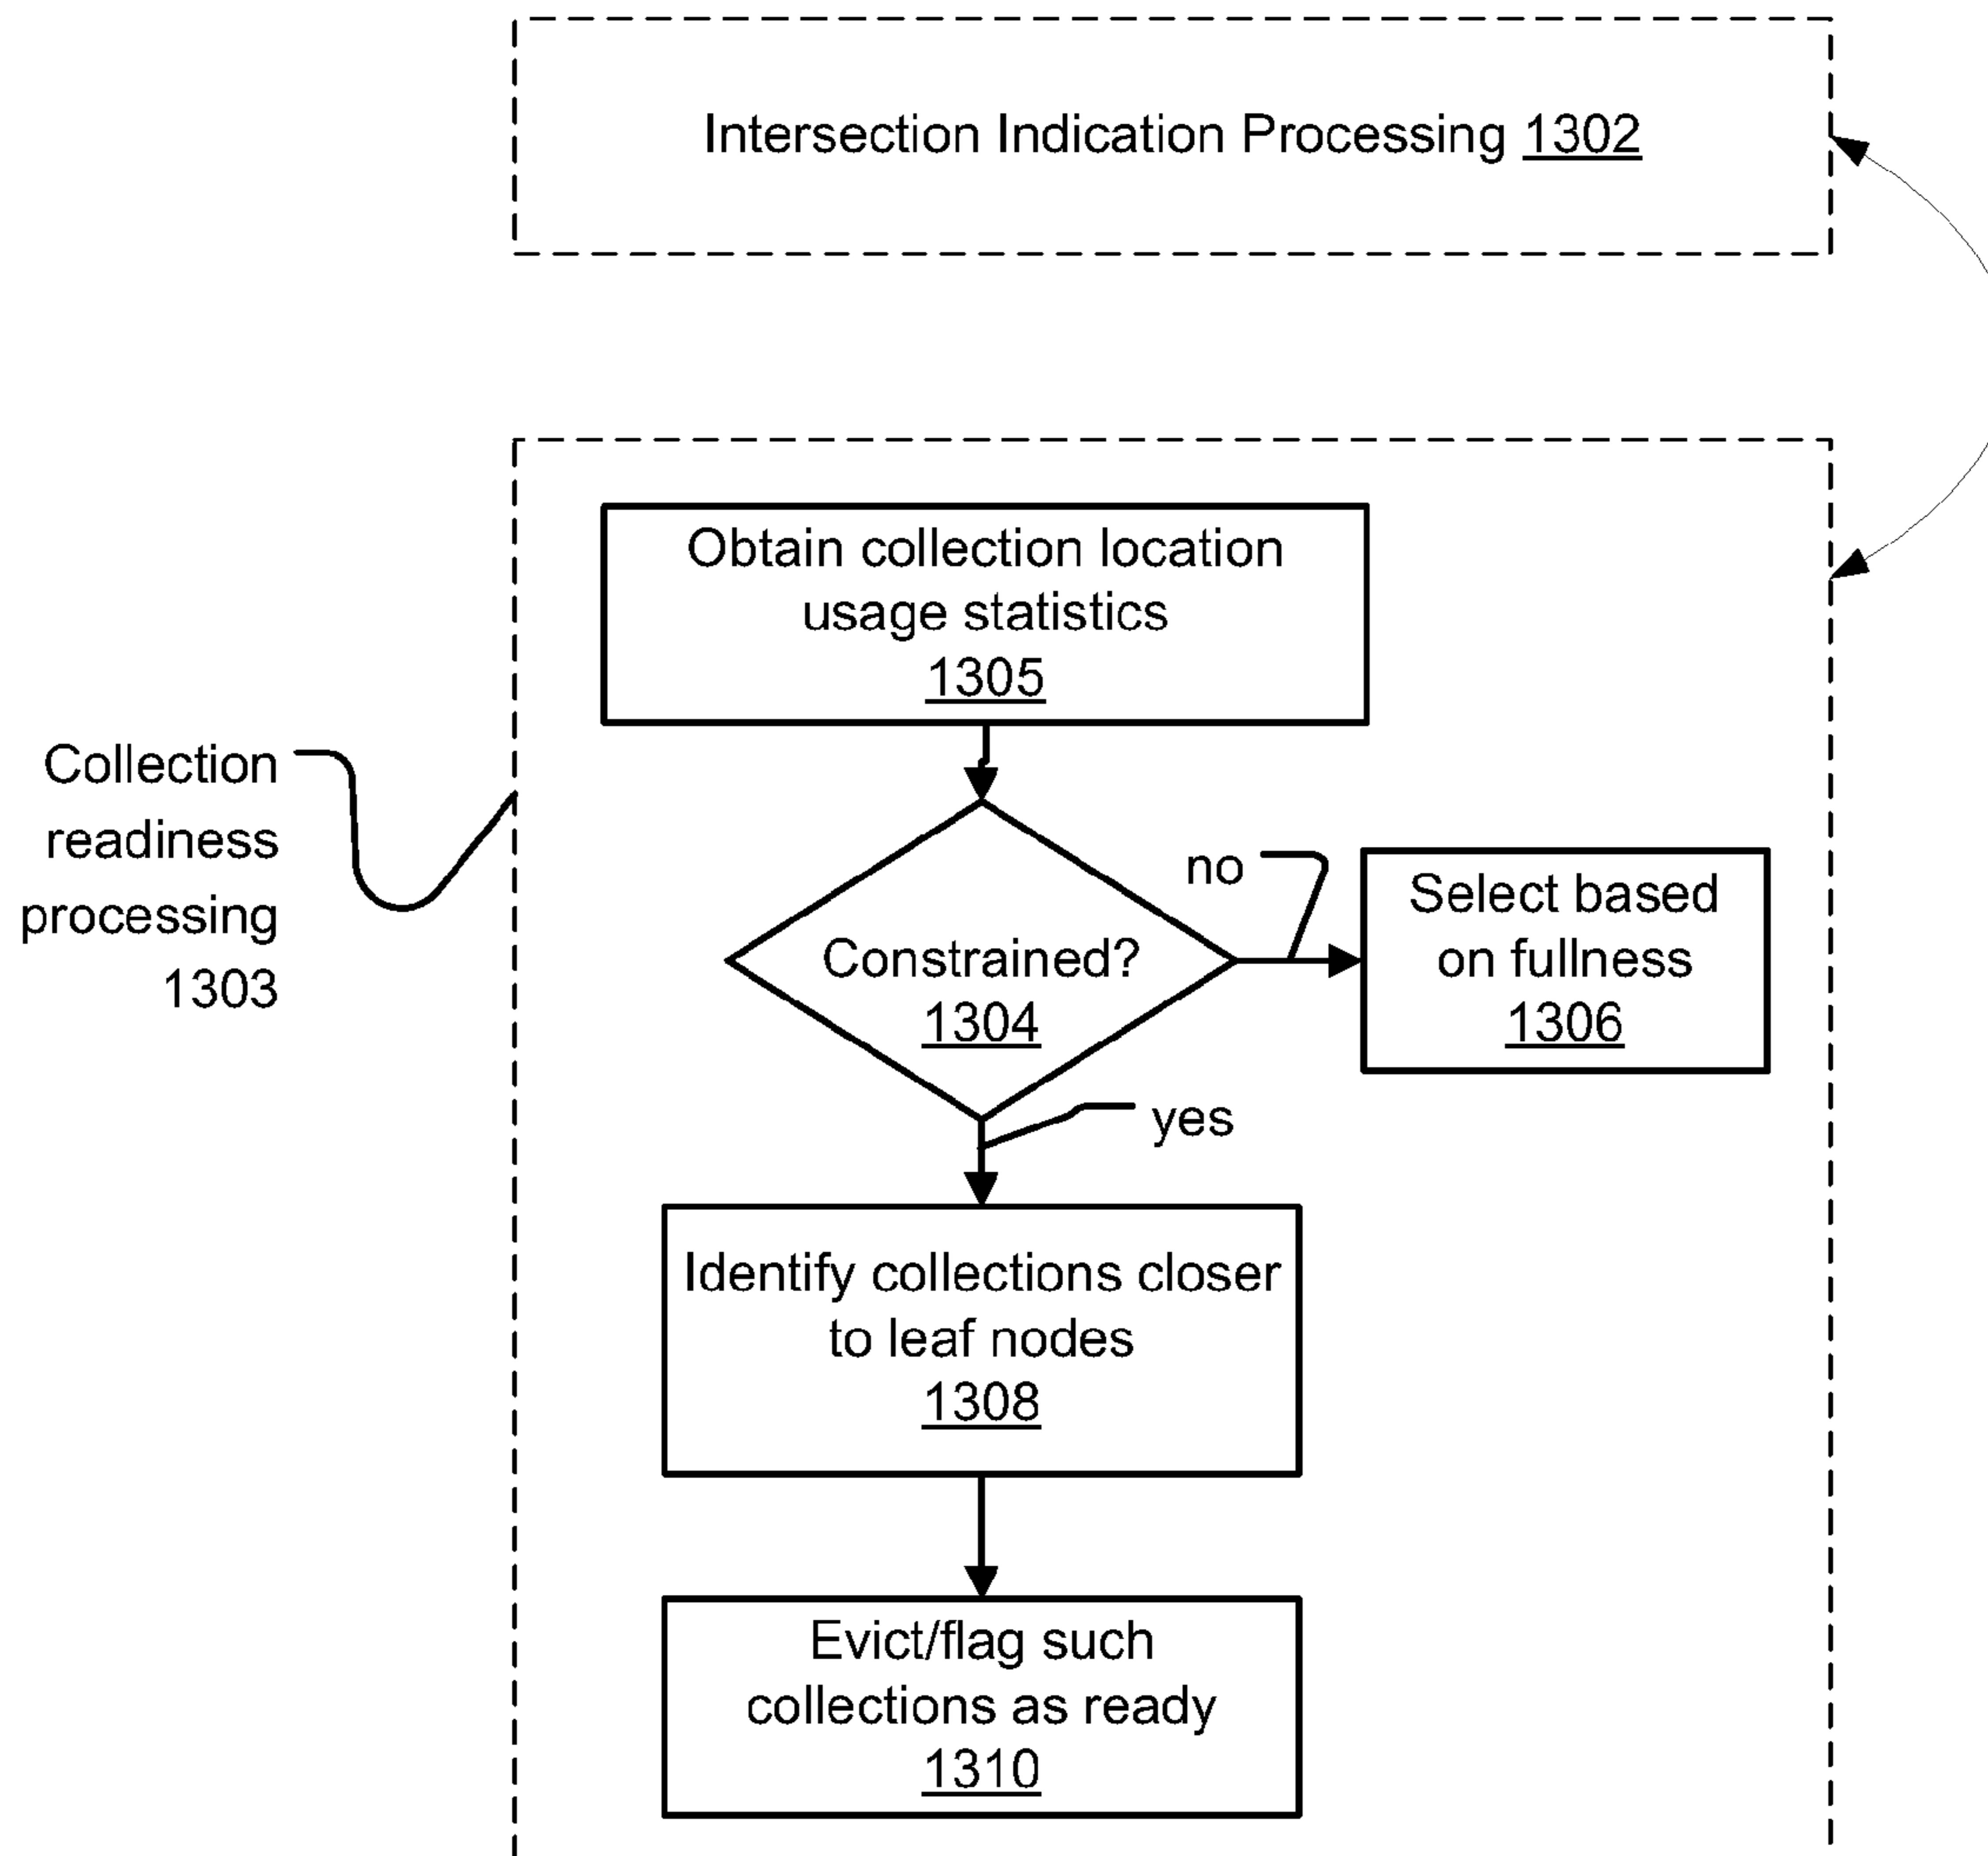 Intersection Indication Processing 1302
Obtain collection location
usage statistics
1305
Collection
readiness
processing
1303
Constrained?
1304
no
Select based
on fullness
1306
yes
Identify collections closer
to leaf nodes
1308
Evict/flag such
collections as ready
1310